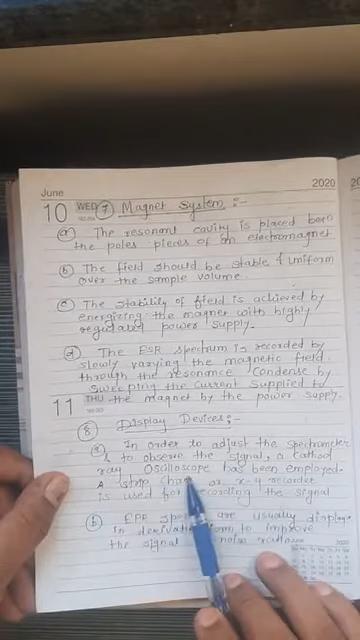 June 2020
10 WED 7 Magnet System :-
a The resonant cavity is placed betn
the poles pieces of an electromagnet
b The field should be stable & uniform
over the sample volume.
c The stability of field is achieved by
energizing the magnet with highly
regulated power supply.
d The ESR spectrum is recorded by
slowly varying the magnetic field
through the resonance condense by
sweeping the current supplied to
11 THU the magnet by the power supply.
8 Display Devices:-
a In order to adjust the spectrometer
& to observe the signal, a cathod
ray Oscilloscope has been employed.
A strip chart or x-y recorder
is used for recording the signal
b EPR are usually display
In to improve
the signal noise
2020